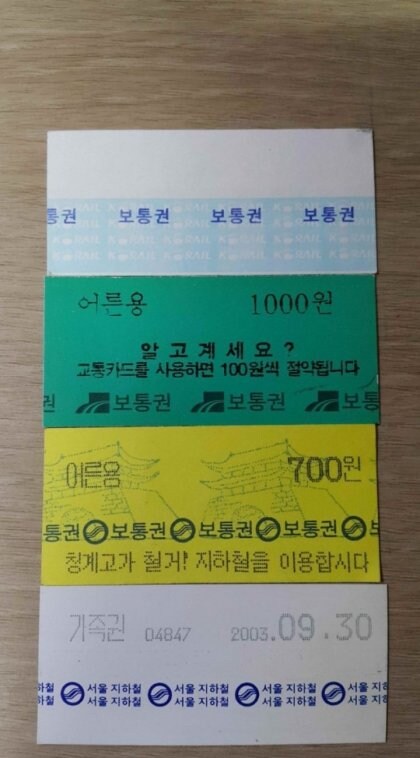 통권 보통권 보통권 보통권
KORAIL KORAIL KORAIL KORAIL
어른용 1000원
알고계세요?
교통카드를 사용하면 100원씩 절약됩니다
권 보통권 보통권 보통
어른용 700원
통권 보통권 보통권 보통권 보
청계고가 철거! 지하철을 이용합시다
가족권 04847 2003.09.30
하철 서울 지하철 서울 지하철 서울 지하철 서울 지하
하철 서울 지하철 서울 지하철 서울 지하철 서울 지하